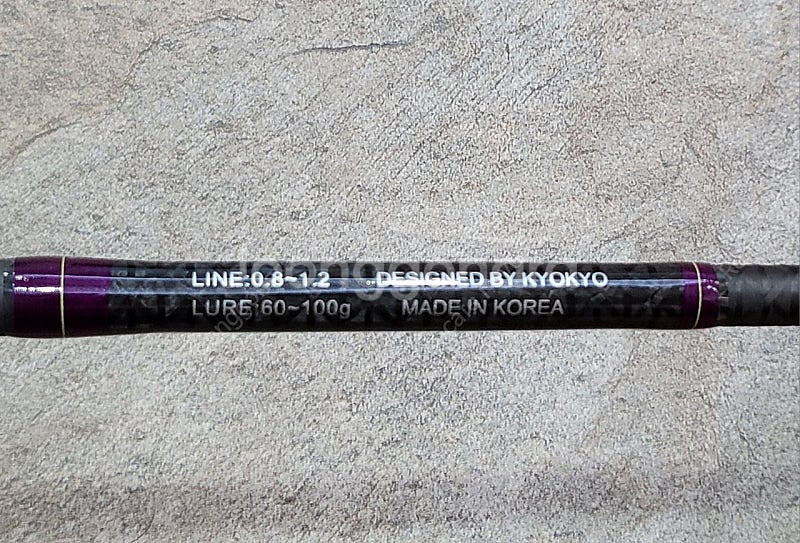 LINE:0.8~1.2 DESIGNED BY KYOKYO
LURE:60~100g MADE IN KOREA